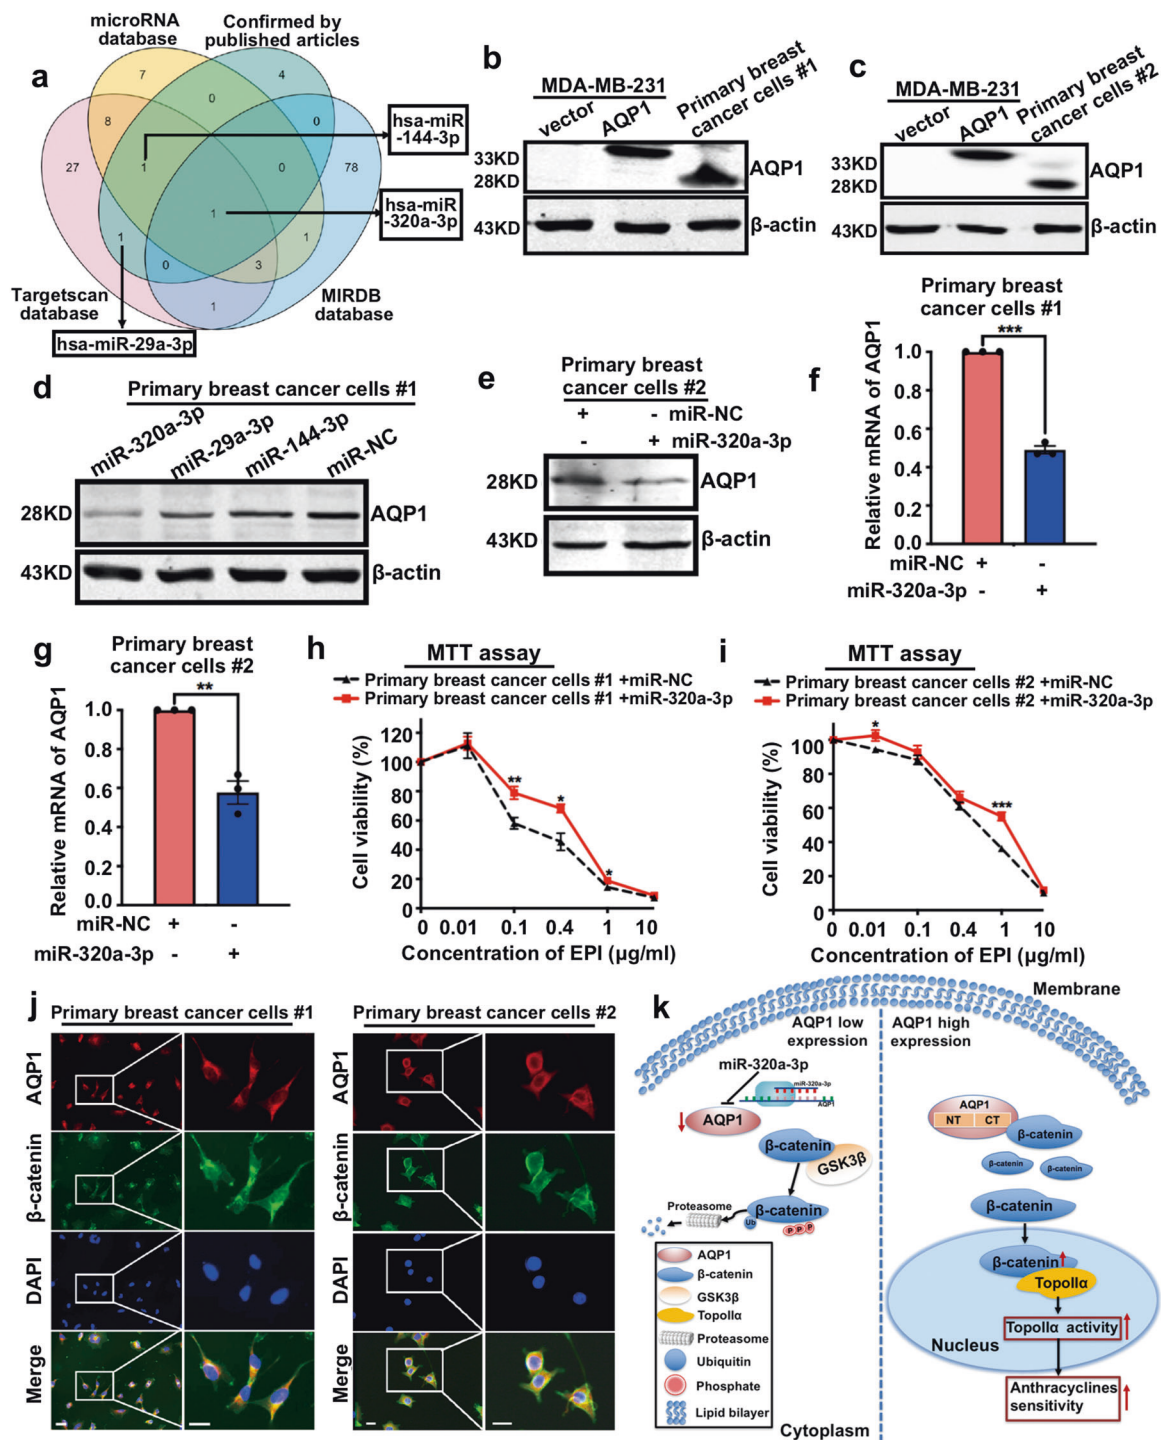 a
microRNA
database
Confirmed by
published articles
7
4
0
8
0
27
1
0
78
1
1
1
0
3
1
Targetscan
database
MIRDB
database
hsa-miR
-144-3p
hsa-miR
-320a-3p
hsa-miR-29a-3p
b
MDA-MB-231
vector
AQP1
Primary breast
cancer cells #1
33KD
28KD
AQP1
43KD
β-actin
c
MDA-MB-231
vector
AQP1
Primary breast
cancer cells #2
33KD
28KD
AQP1
43KD
β-actin
d
Primary breast cancer cells #1
miR-320a-3p
miR-29a-3p
miR-144-3p
miR-NC
28KD
AQP1
43KD
β-actin
e
Primary breast
cancer cells #2
+ - miR-NC
- + miR-320a-3p
28KD
AQP1
43KD
β-actin
f
Primary breast
cancer cells #1
***
Relative mRNA of AQP1
1.0
0.8
0.6
0.4
0.2
0.0
miR-NC + -
miR-320a-3p - +
g
Primary breast
cancer cells #2
**
Relative mRNA of AQP1
1.0
0.8
0.6
0.4
0.2
0.0
miR-NC + -
miR-320a-3p - +
h
MTT assay
Primary breast cancer cells #1 +miR-NC
Primary breast cancer cells #1 +miR-320a-3p
Cell viability (%)
120
100
80
60
40
20
0
**
*
*
0 0.01 0.1 0.4 1 10
Concentration of EPI (μg/ml)
i
MTT assay
Primary breast cancer cells #2 +miR-NC
Primary breast cancer cells #2 +miR-320a-3p
Cell viability (%)
100
80
60
40
20
0
*
***
0 0.01 0.1 0.4 1 10
Concentration of EPI (μg/ml)
j
Primary breast cancer cells #1
Primary breast cancer cells #2
AQP1
β-catenin
DAPI
Merge
AQP1
β-catenin
DAPI
Merge
k
Membrane
AQP1 low
expression
AQP1 high
expression
miR-320a-3p
miR-320a-3p
AQP1
AQP1
β-catenin
GSK3β
β-catenin
Ub
P P P
Proteasome
AQP1
NT CT
β-catenin
β-catenin
β-catenin
β-catenin
β-catenin
TopoIIα
TopoIIα activity
Nucleus
Anthracyclines
sensitivity
AQP1
β-catenin
GSK3β
TopoIIα
Proteasome
Ubiquitin
Phosphate
Lipid bilayer
Cytoplasm